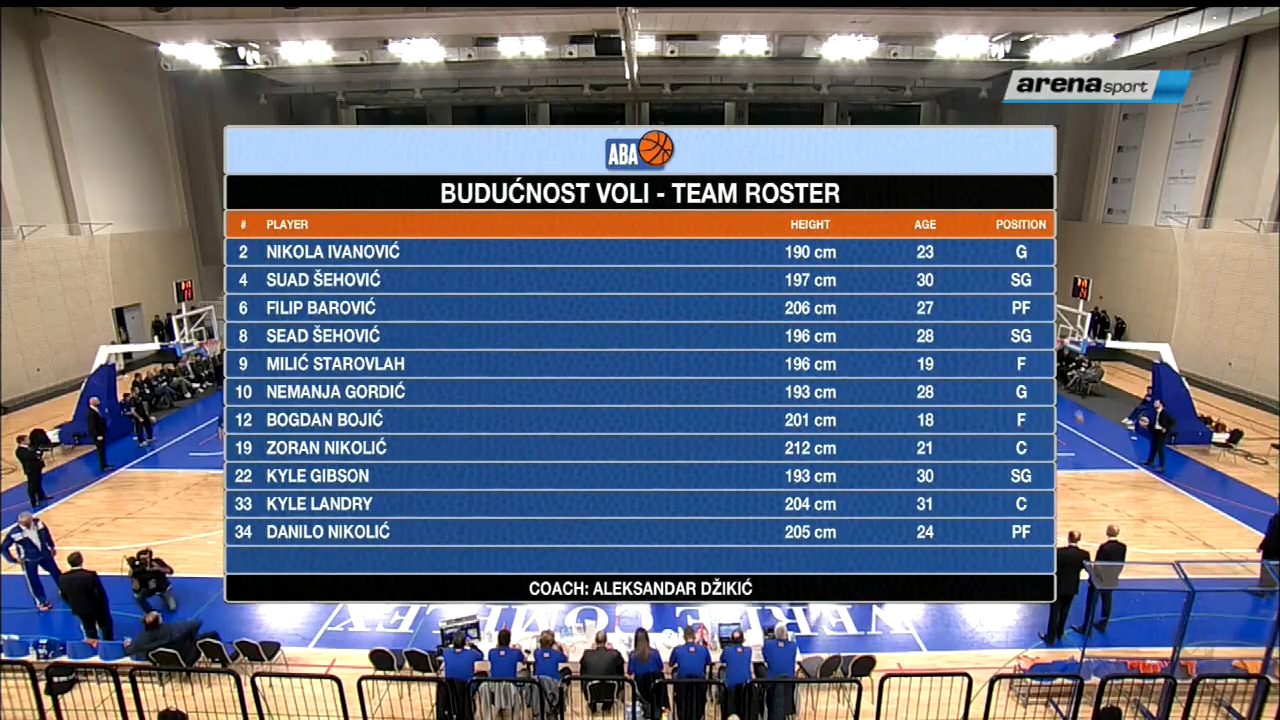 arenasport
ABA
BUDUĆNOST VOLI - TEAM ROSTER
# PLAYER HEIGHT AGE POSITION
2 NIKOLA IVANOVIĆ 190 cm 23 G
4 SUAD ŠEHOVIĆ 197 cm 30 SG
6 FILIP BAROVIĆ 206 cm 27 PF
8 SEAD ŠEHOVIĆ 196 cm 28 SG
9 MILIĆ STAROVLAH 196 cm 19 F
10 NEMANJA GORDIĆ 193 cm 28 G
12 BOGDAN BOJIĆ 201 cm 18 F
19 ZORAN NIKOLIĆ 212 cm 21 C
22 KYLE GIBSON 193 cm 30 SG
33 KYLE LANDRY 204 cm 31 C
34 DANILO NIKOLIĆ 205 cm 24 PF
COACH: ALEKSANDAR DŽIKIĆ